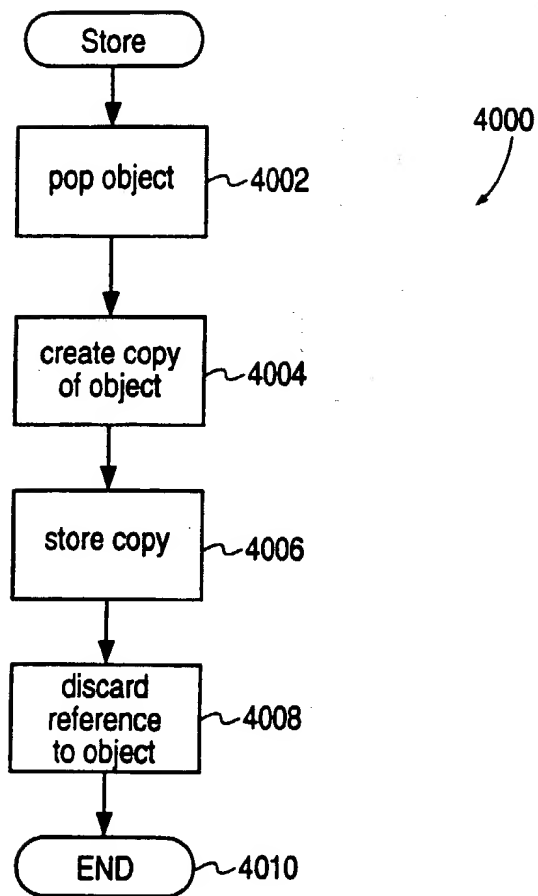 Store
4000
pop object
4002
create copy
of object
4004
store copy
4006
discard
reference
to object
4008
END
4010